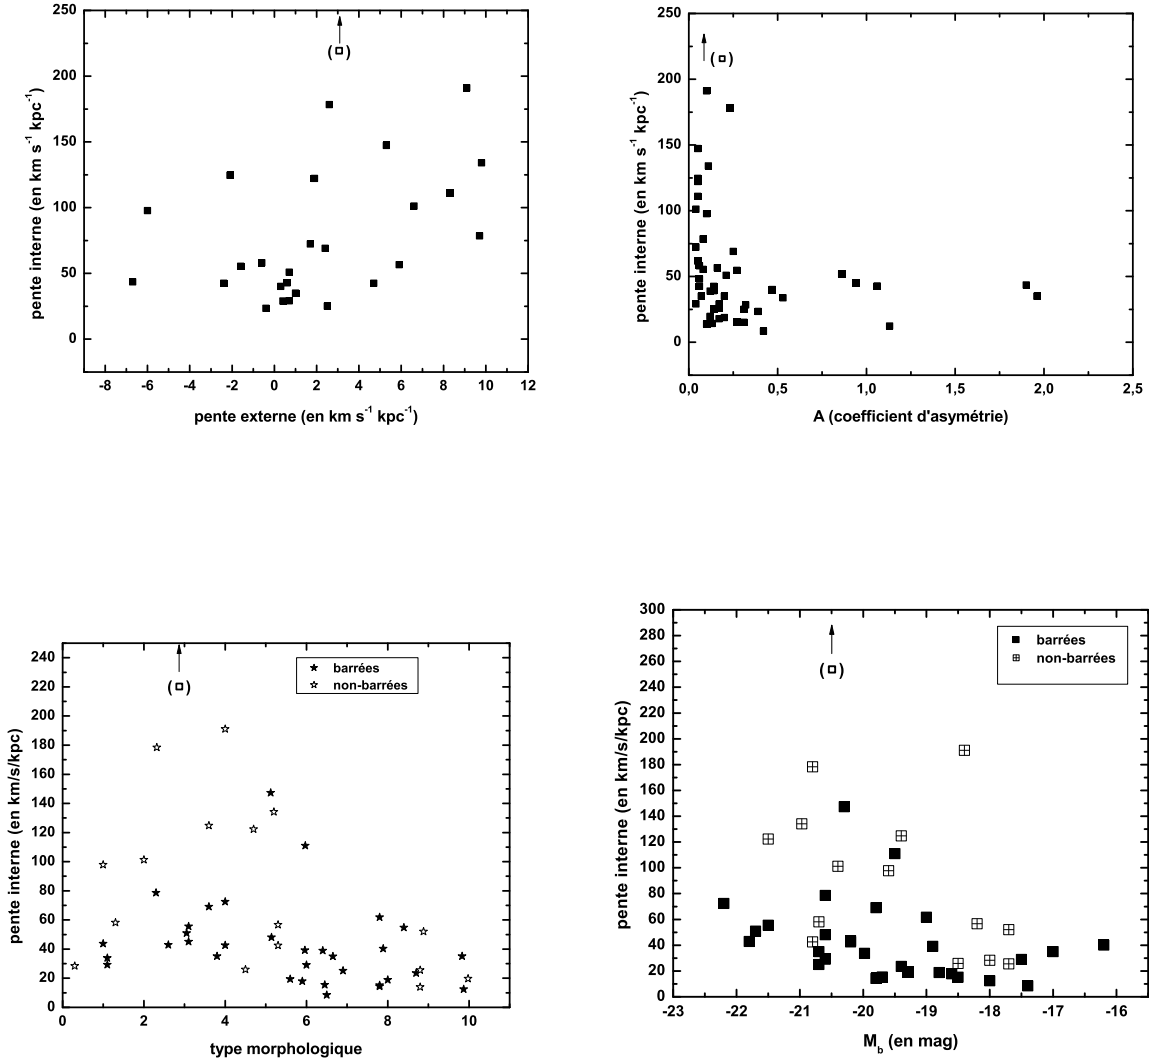 250
200
150
100
50
0
pente interne (en km s⁻¹ kpc⁻¹)
( )
-8 -6 -4 -2 0 2 4 6 8 10 12
pente externe (en km s⁻¹ kpc⁻¹)
250
200
150
100
50
0
pente interne (en km s⁻¹ kpc⁻¹)
( )
0,0 0,5 1,0 1,5 2,0 2,5
A (coefficient d'asymétrie)
240
220
200
180
160
140
120
100
80
60
40
20
0
pente interne (en km/s/kpc)
( )
barrées
non-barrées
0 2 4 6 8 10
type morphologique
300
280
260
240
220
200
180
160
140
120
100
80
60
40
20
0
pente interne (en km/s/kpc)
( )
barrées
non-barrées
-23 -22 -21 -20 -19 -18 -17 -16
M_b (en mag)